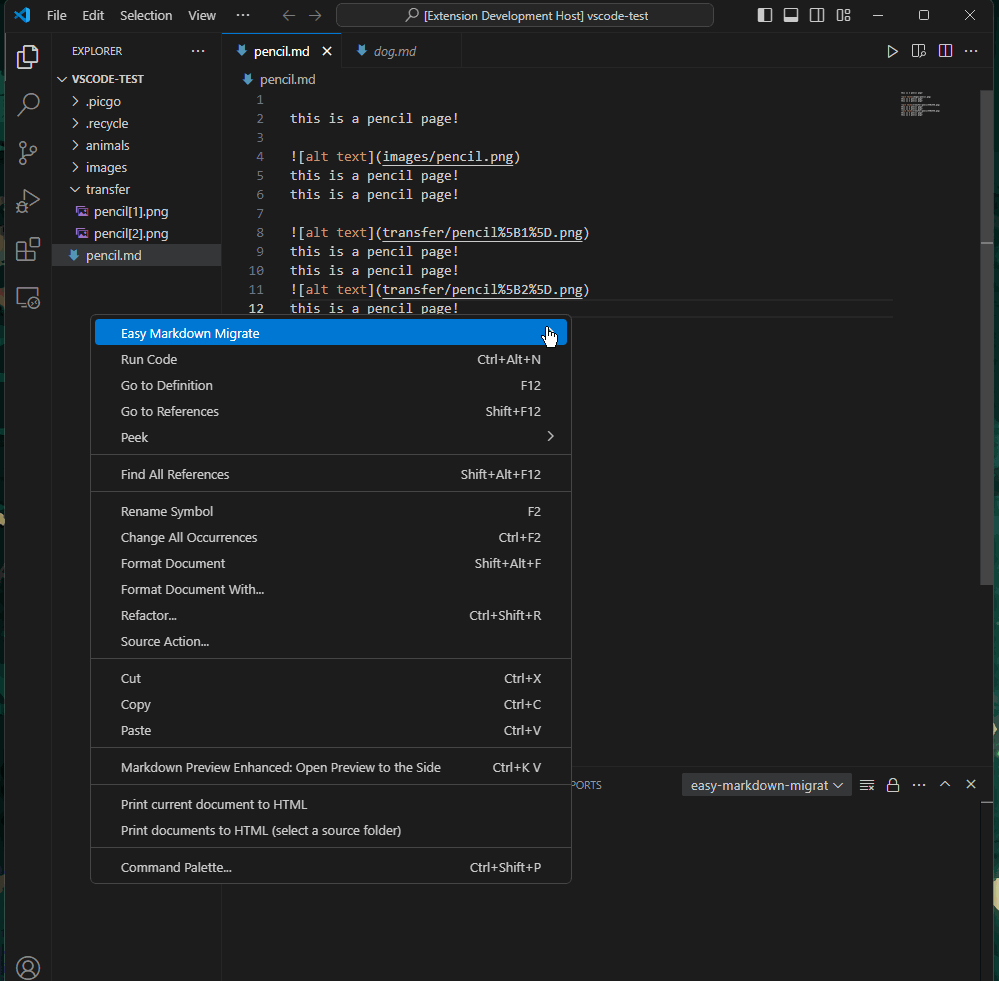 File Edit Selection View ··· [Extension Development Host] vscode-test
EXPLORER ···
VSCODE-TEST
.picgo
.recycle
animals
images
transfer
pencil[1].png
pencil[2].png
pencil.md
pencil.md dog.md
pencil.md
1
2 this is a pencil page!
3
4 ![alt text](images/pencil.png)
5 this is a pencil page!
6 this is a pencil page!
7
8 ![alt text](transfer/pencil%5B1%5D.png)
9 this is a pencil page!
10 this is a pencil page!
11 ![alt text](transfer/pencil%5B2%5D.png)
12 this is a pencil page!
Easy Markdown Migrate
Run Code Ctrl+Alt+N
Go to Definition F12
Go to References Shift+F12
Peek
Find All References Shift+Alt+F12
Rename Symbol F2
Change All Occurrences Ctrl+F2
Format Document Shift+Alt+F
Format Document With...
Refactor... Ctrl+Shift+R
Source Action...
Cut Ctrl+X
Copy Ctrl+C
Paste Ctrl+V
Markdown Preview Enhanced: Open Preview to the Side Ctrl+K V
Print current document to HTML
Print documents to HTML (select a source folder)
Command Palette... Ctrl+Shift+P
PORTS easy-markdown-migrat